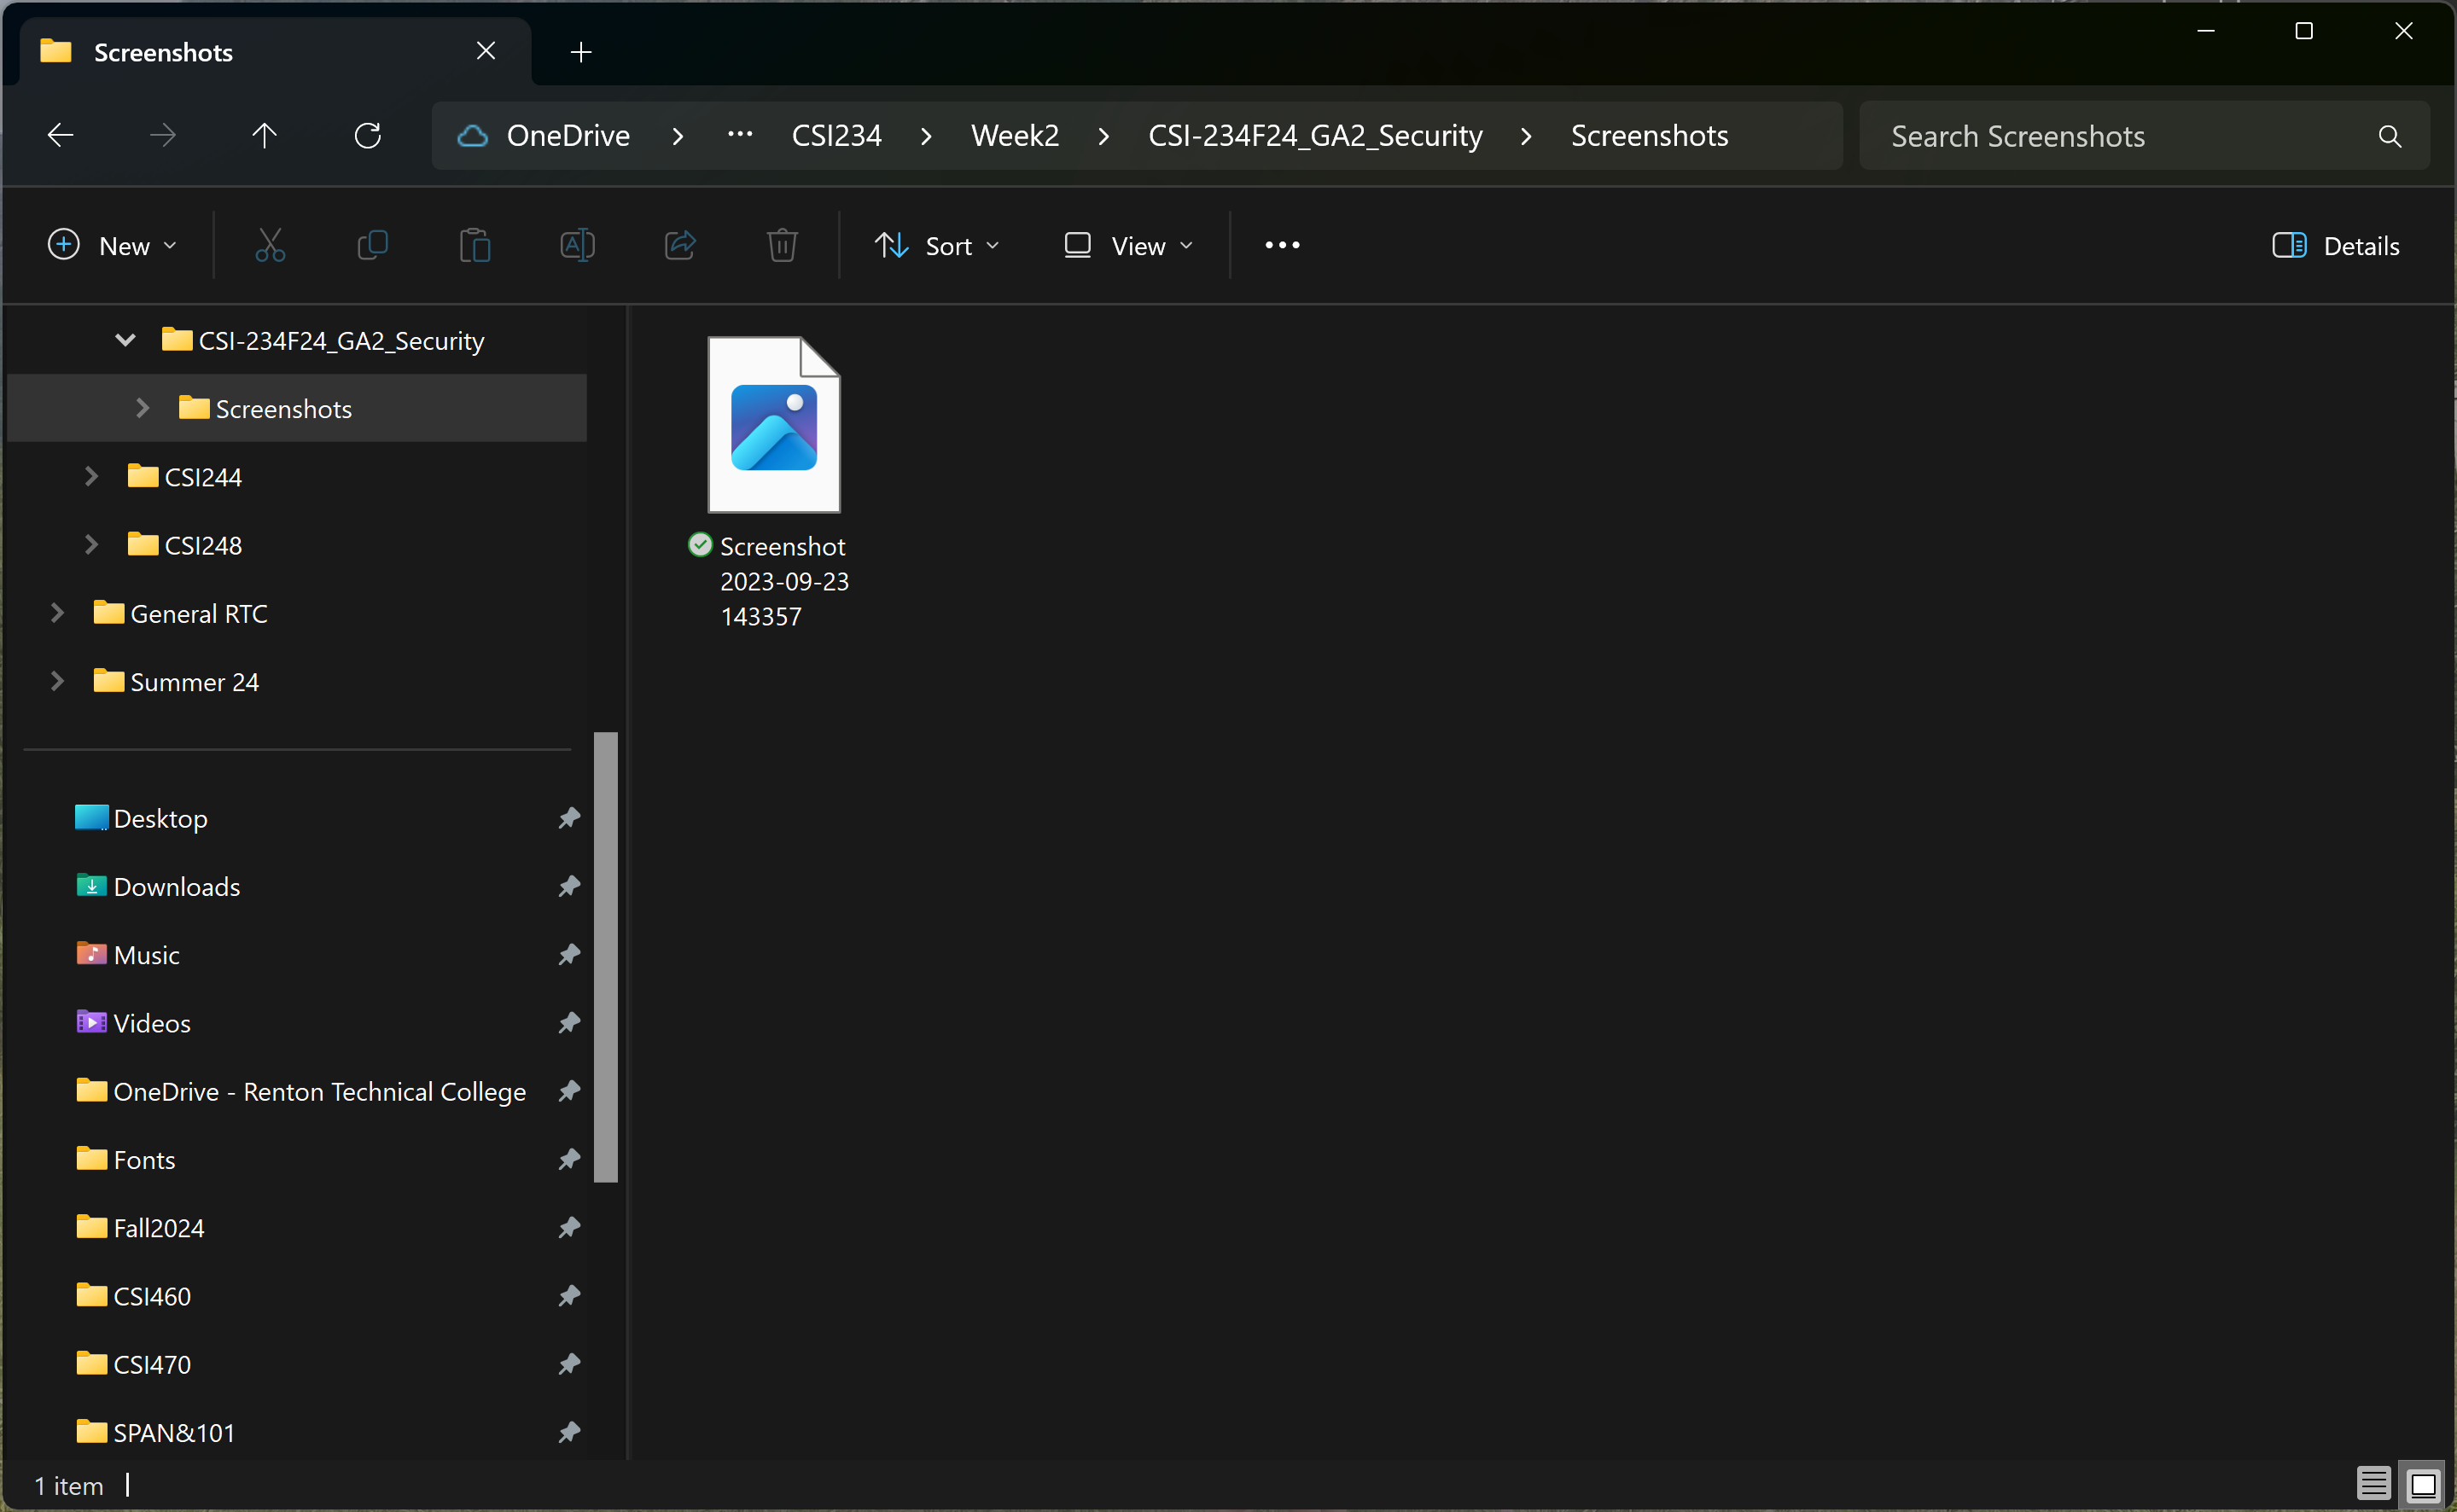 Screenshots
OneDrive > ... CSI234 > Week2 > CSI-234F24_GA2_Security > Screenshots
Search Screenshots
New
Sort
View
Details
CSI-234F24_GA2_Security
Screenshots
CSI244
CSI248
General RTC
Summer 24
Desktop
Downloads
Music
Videos
OneDrive - Renton Technical College
Fonts
Fall2024
CSI460
CSI470
SPAN&101
Screenshot
2023-09-23
143357
1 item